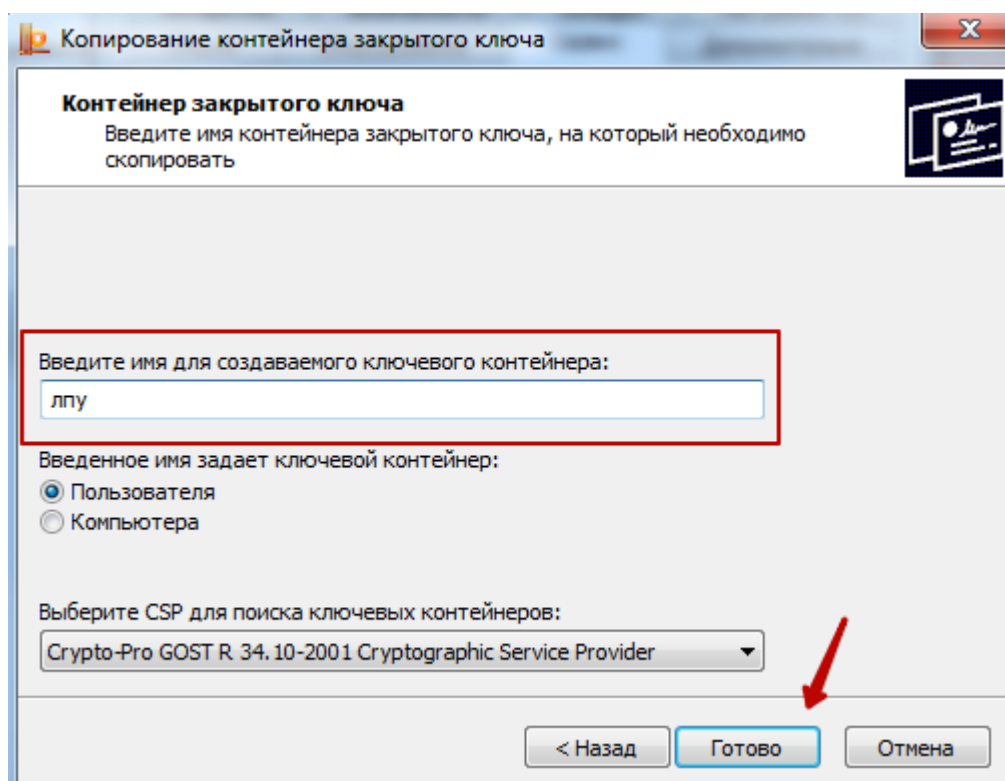 Копирование контейнера закрытого ключа
Контейнер закрытого ключа
Введите имя контейнера закрытого ключа, на который необходимо
скопировать
Введите имя для создаваемого ключевого контейнера:
лпу
Введенное имя задает ключевой контейнер:
Пользователя
Компьютера
Выберите CSP для поиска ключевых контейнеров:
Crypto-Pro GOST R 34.10-2001 Cryptographic Service Provider
< Назад
Готово
Отмена